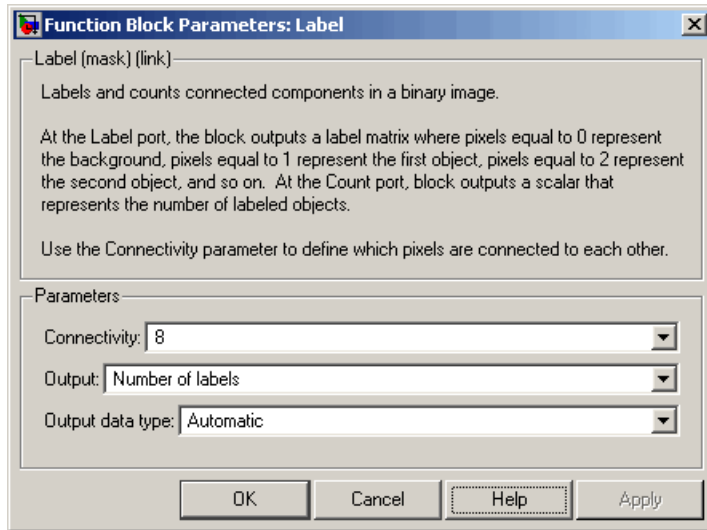 Function Block Parameters: Label
Label (mask) (link)
Labels and counts connected components in a binary image.
At the Label port, the block outputs a label matrix where pixels equal to 0 represent
the background, pixels equal to 1 represent the first object, pixels equal to 2 represent
the second object, and so on.  At the Count port, block outputs a scalar that
represents the number of labeled objects.
Use the Connectivity parameter to define which pixels are connected to each other.
Parameters
Connectivity: 8
Output: Number of labels
Output data type: Automatic
OK Cancel Help Apply